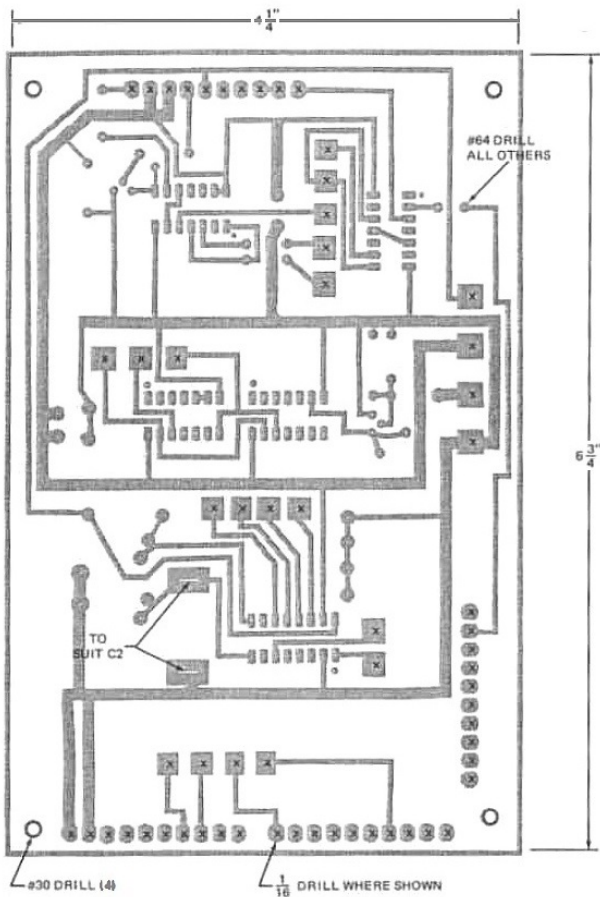 4 1/4"
#64 DRILL
ALL OTHERS
6 3/4"
TO
SUIT C2
#30 DRILL (4)
1/16 DRILL WHERE SHOWN